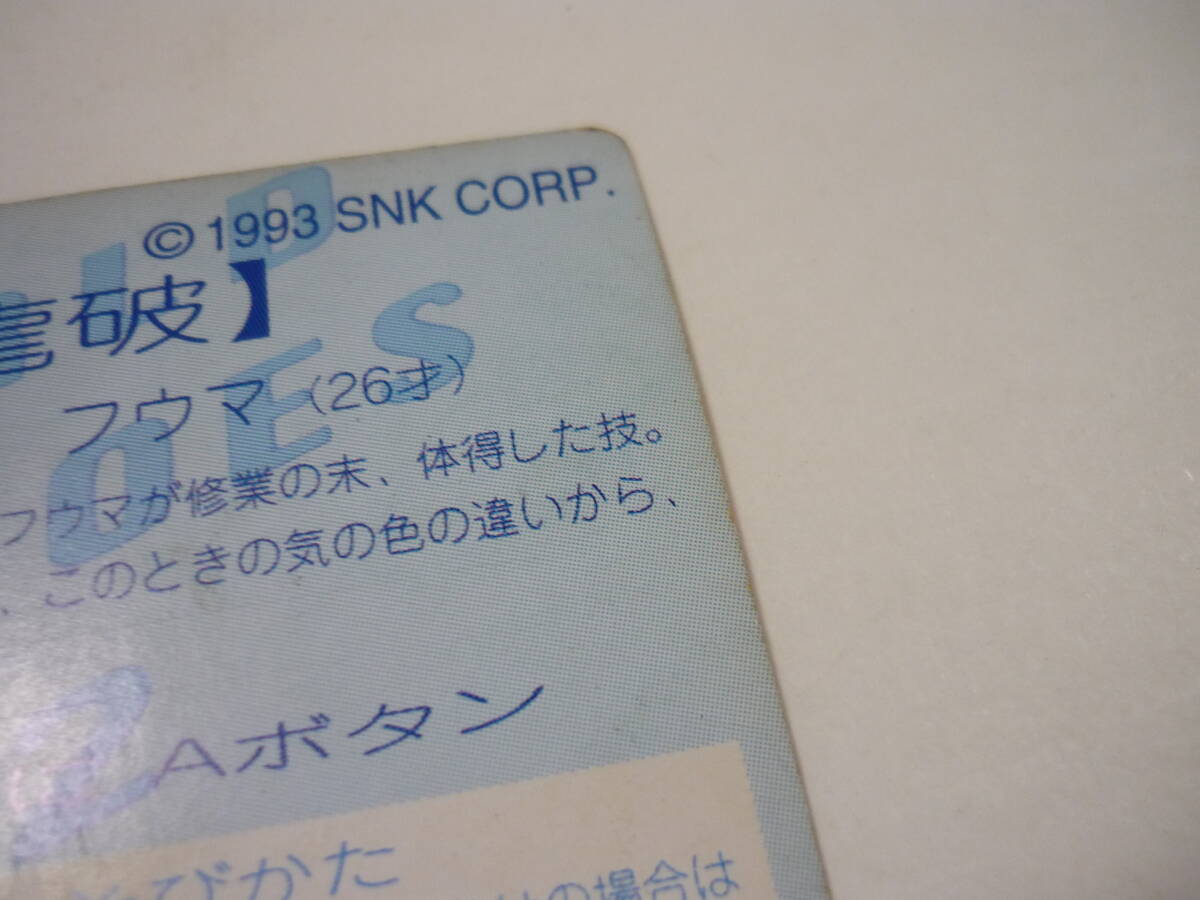 ©1993 SNK CORP.
破】
フウマ (26才)
フウマが修業の末、体得した技。
、このときの気の色の違いから、
Aボタン
びかた
の場合は